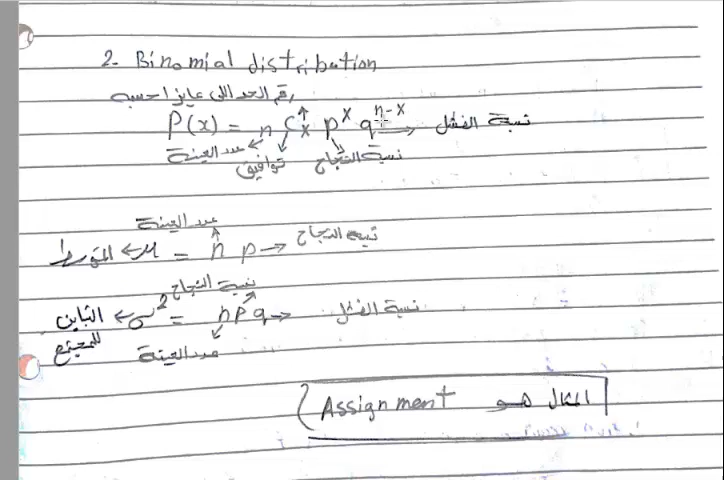 2- Binomial distribution
رقم الحد اللي عايز احسبه
P(x) = n C x p^x q^{n-x} → نسبة الفشل
عدد العينة توافيق نسبة النجاح
عدد العينة
المتوسط ← μ = n p → نسبة النجاح
نسبة النجاح
التباين ← σ² = n p q → نسبة الفشل
للمجتمع عدد العينة
المثال هو Assignment